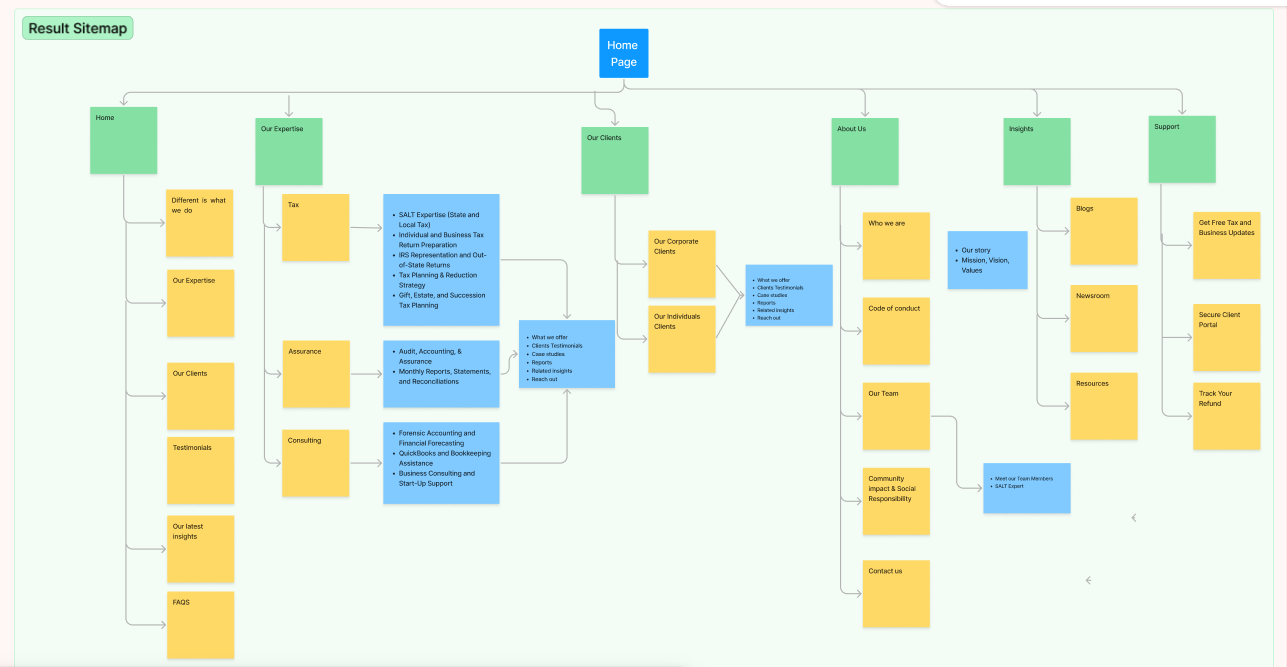 Result Sitemap
Home
Page
Home
Our Expertise
Our Clients
About Us
Insights
Support
Different is what
we do
Our Expertise
Our Clients
Testimonials
Our latest
insights
FAQS
Tax
• SALT Expertise (State and
Local Tax)
• Individual and Business Tax
Return Preparation
• IRS Representation and Out-
of-State Returns
• Tax Planning & Reduction
Strategy
• Gift, Estate, and Succession
Tax Planning
Assurance
• Audit, Accounting, &
Assurance
• Monthly Reports, Statements,
and Reconciliations
Consulting
• Forensic Accounting and
Financial Forecasting
• QuickBooks and Bookkeeping
Assistance
• Business Consulting and
Start-Up Support
• What we offer
• Clients Testimonials
• Case studies
• Reports
• Related Insights
• Reach out
Our Corporate
Clients
Our Individuals
Clients
• What we offer
• Clients Testimonials
• Case studies
• Reports
• Related Insights
• Reach out
Who we are
• Our story
• Mission, Vision,
Values
Code of conduct
Our Team
• Meet our Team Members
• SALT Expert
Community
impact & Social
Responsibility
Contact us
Blogs
Newsroom
Resources
Get Free Tax and
Business Updates
Secure Client
Portal
Track Your
Refund